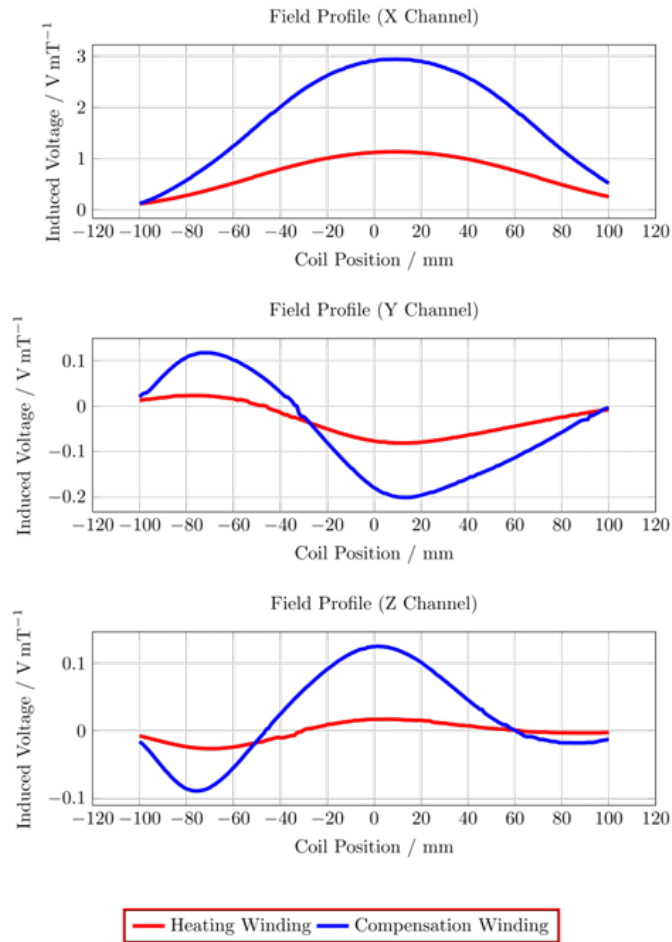 Field Profile (X Channel)
Induced Voltage / V mT⁻¹
3
2
1
0
−120 −100 −80 −60 −40 −20 0 20 40 60 80 100 120
Coil Position / mm
Field Profile (Y Channel)
Induced Voltage / V mT⁻¹
0.1
0
−0.1
−0.2
−120 −100 −80 −60 −40 −20 0 20 40 60 80 100 120
Coil Position / mm
Field Profile (Z Channel)
Induced Voltage / V mT⁻¹
0.1
0
−0.1
−120 −100 −80 −60 −40 −20 0 20 40 60 80 100 120
Coil Position / mm
Heating Winding Compensation Winding